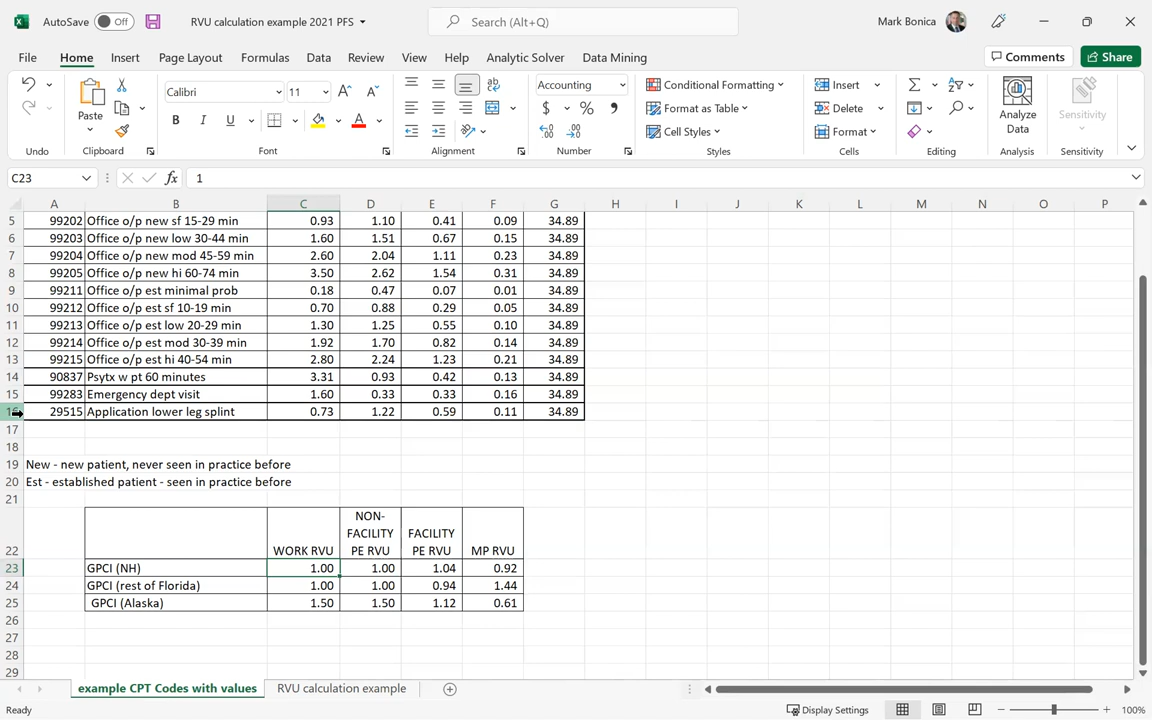 AutoSave Off RVU calculation example 2021 PFS Search (Alt+Q) Mark Bonica
File Home Insert Page Layout Formulas Data Review View Help Analytic Solver Data Mining Comments Share
Calibri 11 A A ab Accounting Conditional Formatting Insert
Paste B I U A $ % , Format as Table Delete Analyze Data Sensitivity
Cell Styles Format
Undo Clipboard Font Alignment Number Styles Cells Editing Analysis Sensitivity
C23 fx 1
A B C D E F G H I J K L M N O P
5 99202 Office o/p new sf 15-29 min 0.93 1.10 0.41 0.09 34.89
6 99203 Office o/p new low 30-44 min 1.60 1.51 0.67 0.15 34.89
7 99204 Office o/p new mod 45-59 min 2.60 2.04 1.11 0.23 34.89
8 99205 Office o/p new hi 60-74 min 3.50 2.62 1.54 0.31 34.89
9 99211 Office o/p est minimal prob 0.18 0.47 0.07 0.01 34.89
10 99212 Office o/p est sf 10-19 min 0.70 0.88 0.29 0.05 34.89
11 99213 Office o/p est low 20-29 min 1.30 1.25 0.55 0.10 34.89
12 99214 Office o/p est mod 30-39 min 1.92 1.70 0.82 0.14 34.89
13 99215 Office o/p est hi 40-54 min 2.80 2.24 1.23 0.21 34.89
14 90837 Psytx w pt 60 minutes 3.31 0.93 0.42 0.13 34.89
15 99283 Emergency dept visit 1.60 0.33 0.33 0.16 34.89
16 29515 Application lower leg splint 0.73 1.22 0.59 0.11 34.89
17
18
19 New - new patient, never seen in practice before
20 Est - established patient - seen in practice before
21
NON-
FACILITY FACILITY
22 WORK RVU PE RVU PE RVU MP RVU
23 GPCI (NH) 1.00 1.00 1.04 0.92
24 GPCI (rest of Florida) 1.00 1.00 0.94 1.44
25 GPCI (Alaska) 1.50 1.50 1.12 0.61
26
27
28
29
example CPT Codes with values RVU calculation example
Ready Display Settings 100%